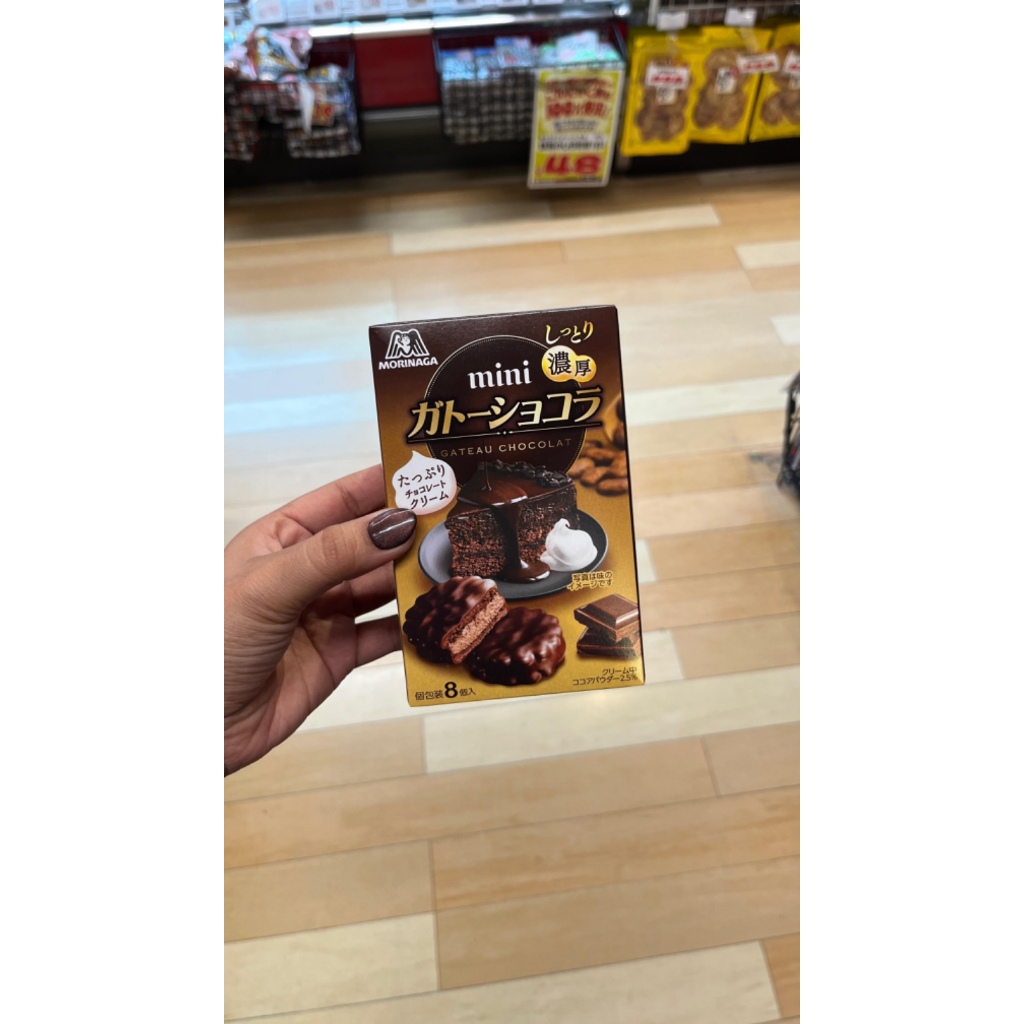 48
MORINAGA
しっとり
濃厚
mini
ガトーショコラ
GATEAU CHOCOLAT
たっぷり
チョコレート
クリーム
写真は味の
イメージです
クリーム中
ココアパウダー2.5%
個包装8個入